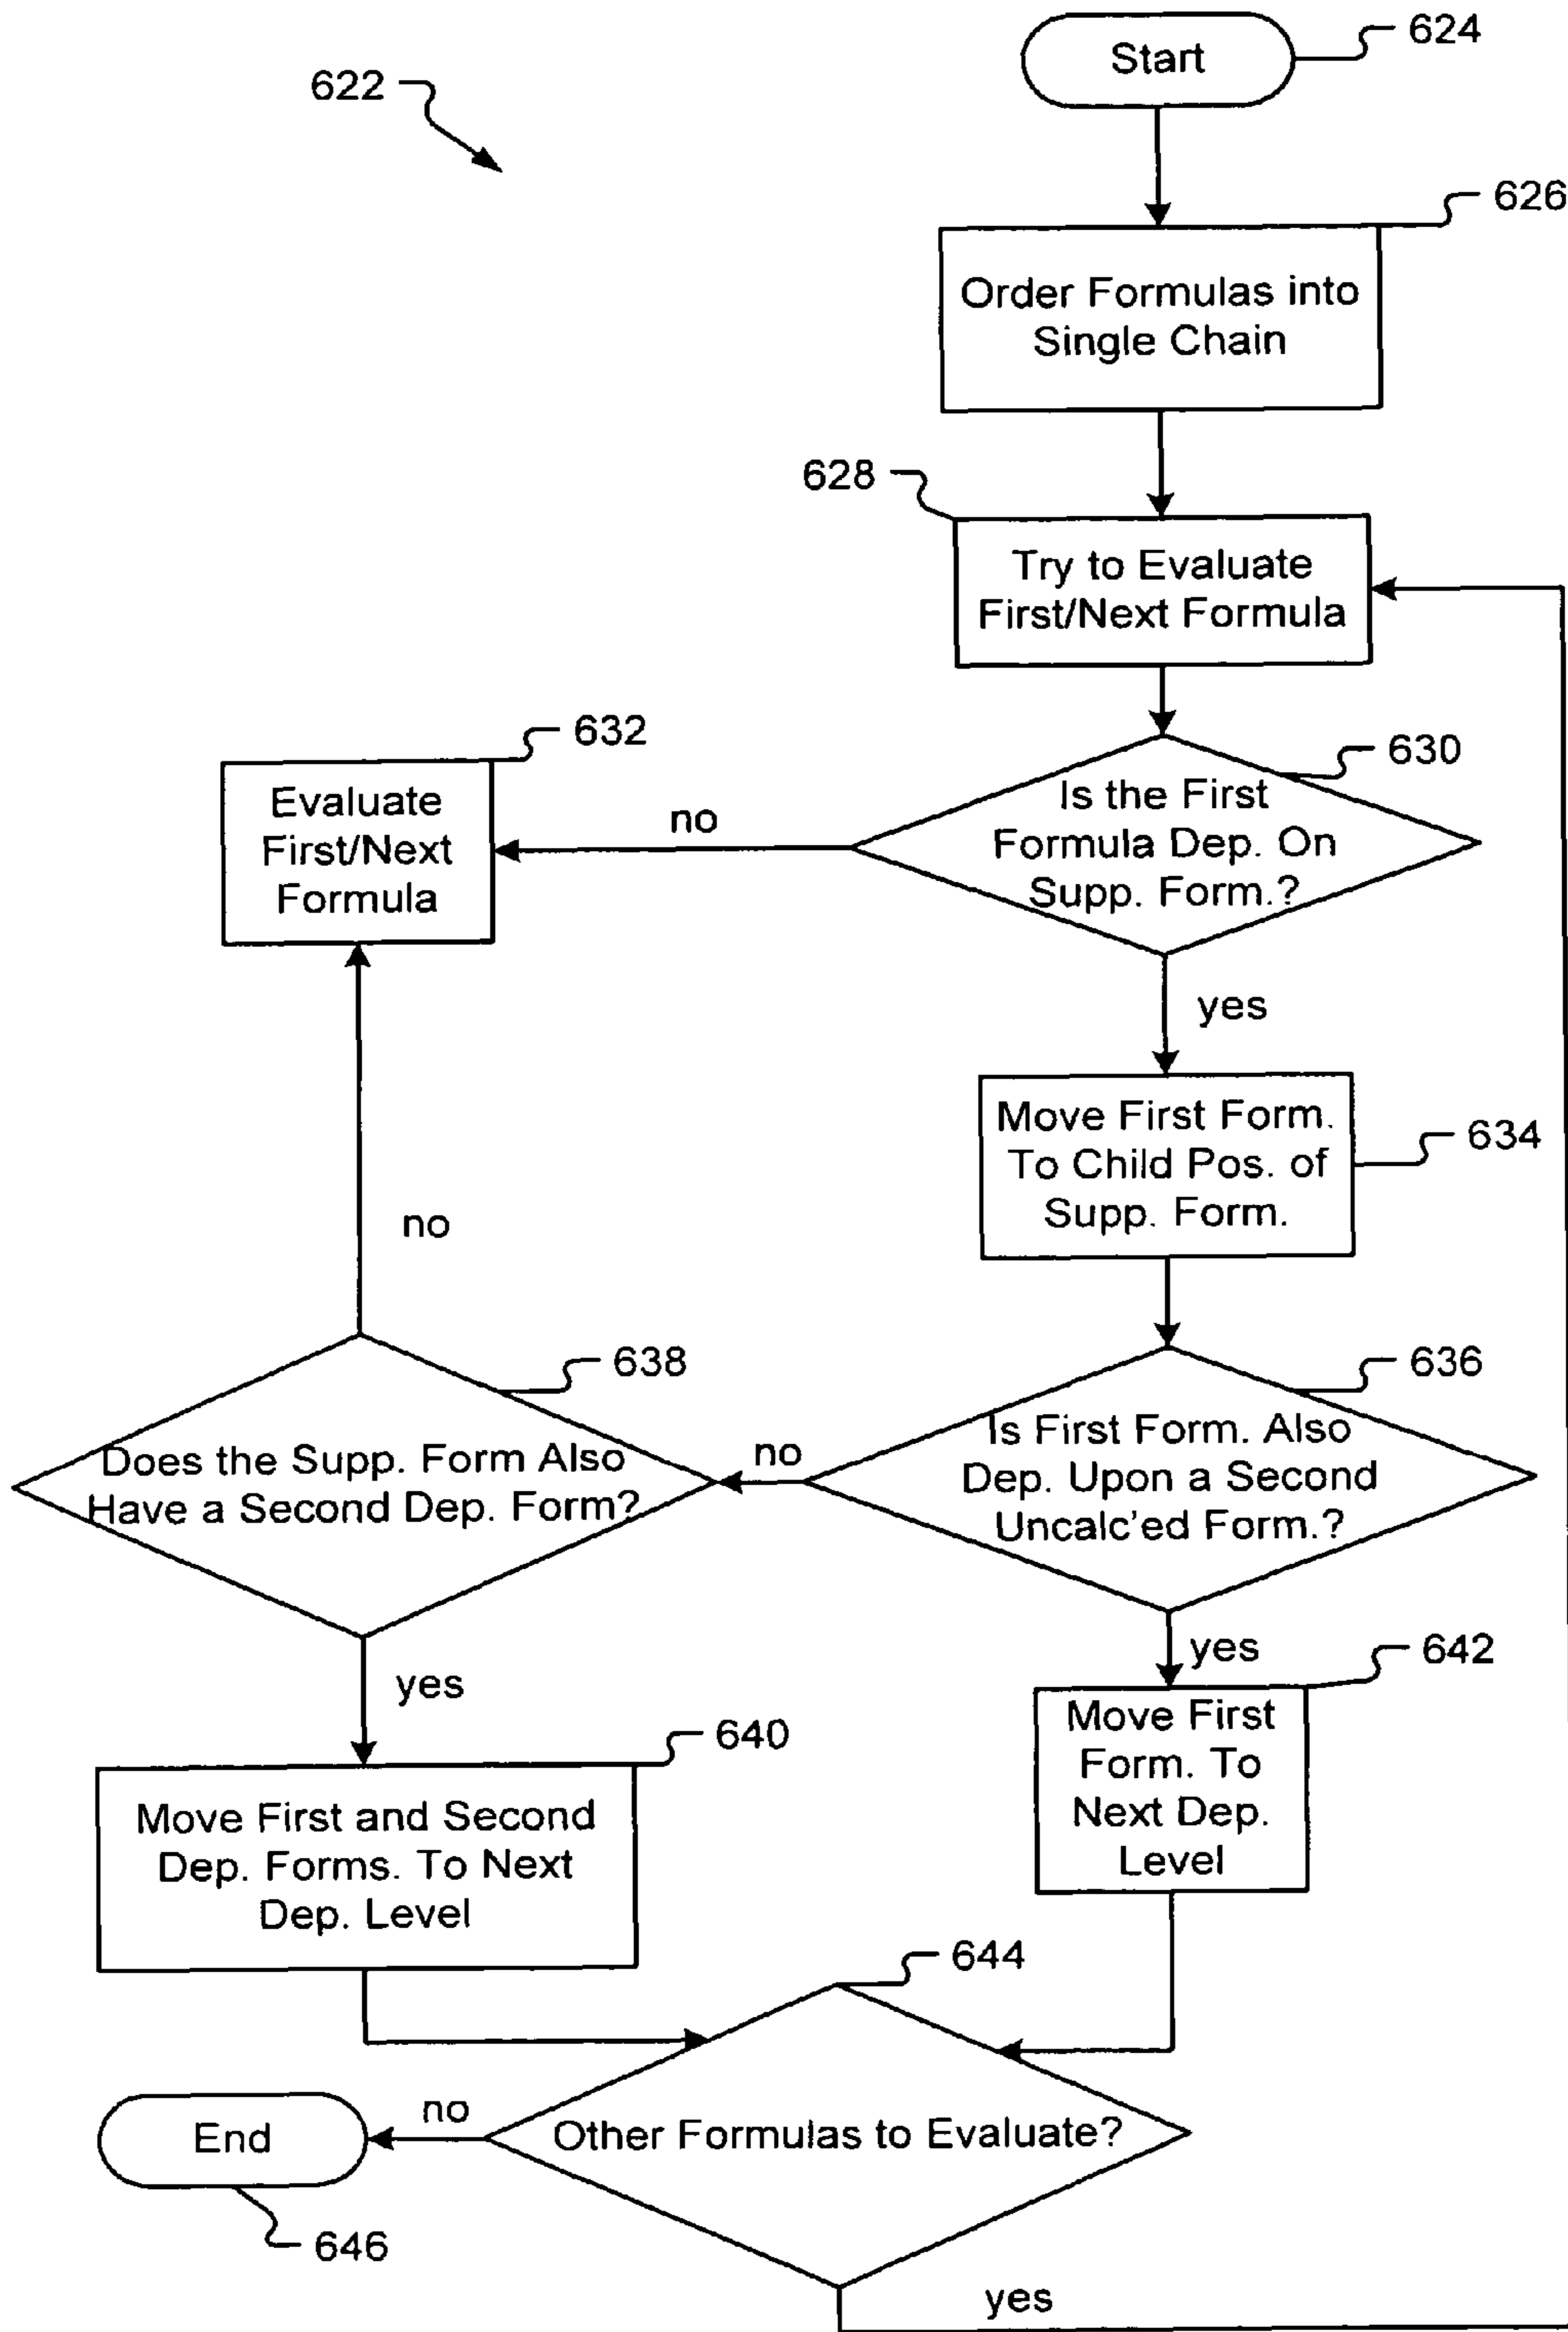 Start
624
622
626
Order Formulas into
Single Chain
628
Try to Evaluate
First/Next Formula
632
630
Evaluate
First/Next
Formula
no
Is the First
Formula Dep. On
Supp. Form.?
yes
Move First Form.
To Child Pos. of
Supp. Form.
634
no
638
636
Does the Supp. Form Also
Have a Second Dep. Form?
no
Is First Form. Also
Dep. Upon a Second
Uncalc'ed Form.?
yes
yes
642
640
Move First
Form. To
Next Dep.
Level
Move First and Second
Dep. Forms. To Next
Dep. Level
644
End
no
Other Formulas to Evaluate?
646
yes